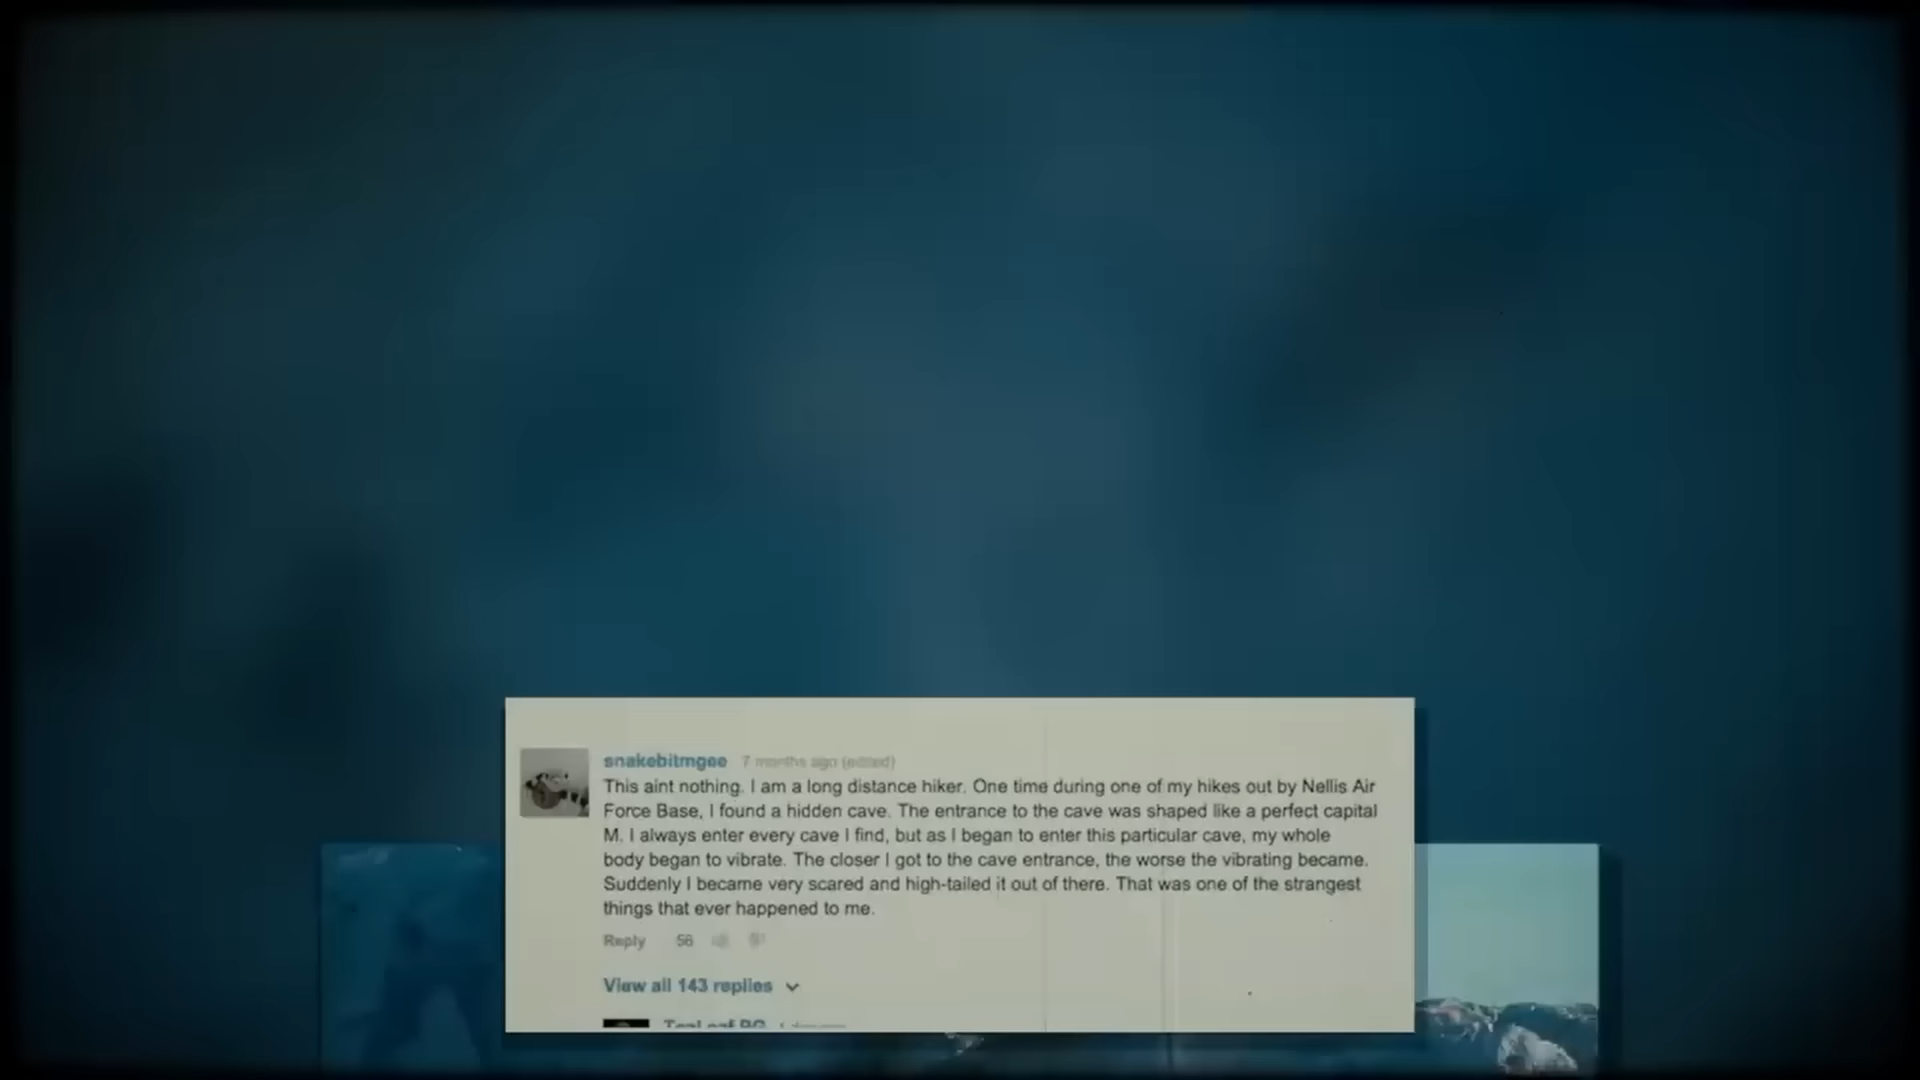 snakebitmgee 7 months ago (edited)
This aint nothing. I am a long distance hiker. One time during one of my hikes out by Nellis Air
Force Base, I found a hidden cave. The entrance to the cave was shaped like a perfect capital
M. I always enter every cave I find, but as I began to enter this particular cave, my whole
body began to vibrate. The closer I got to the cave entrance, the worse the vibrating became.
Suddenly I became very scared and high-tailed it out of there. That was one of the strangest
things that ever happened to me.
Reply 56
View all 143 replies